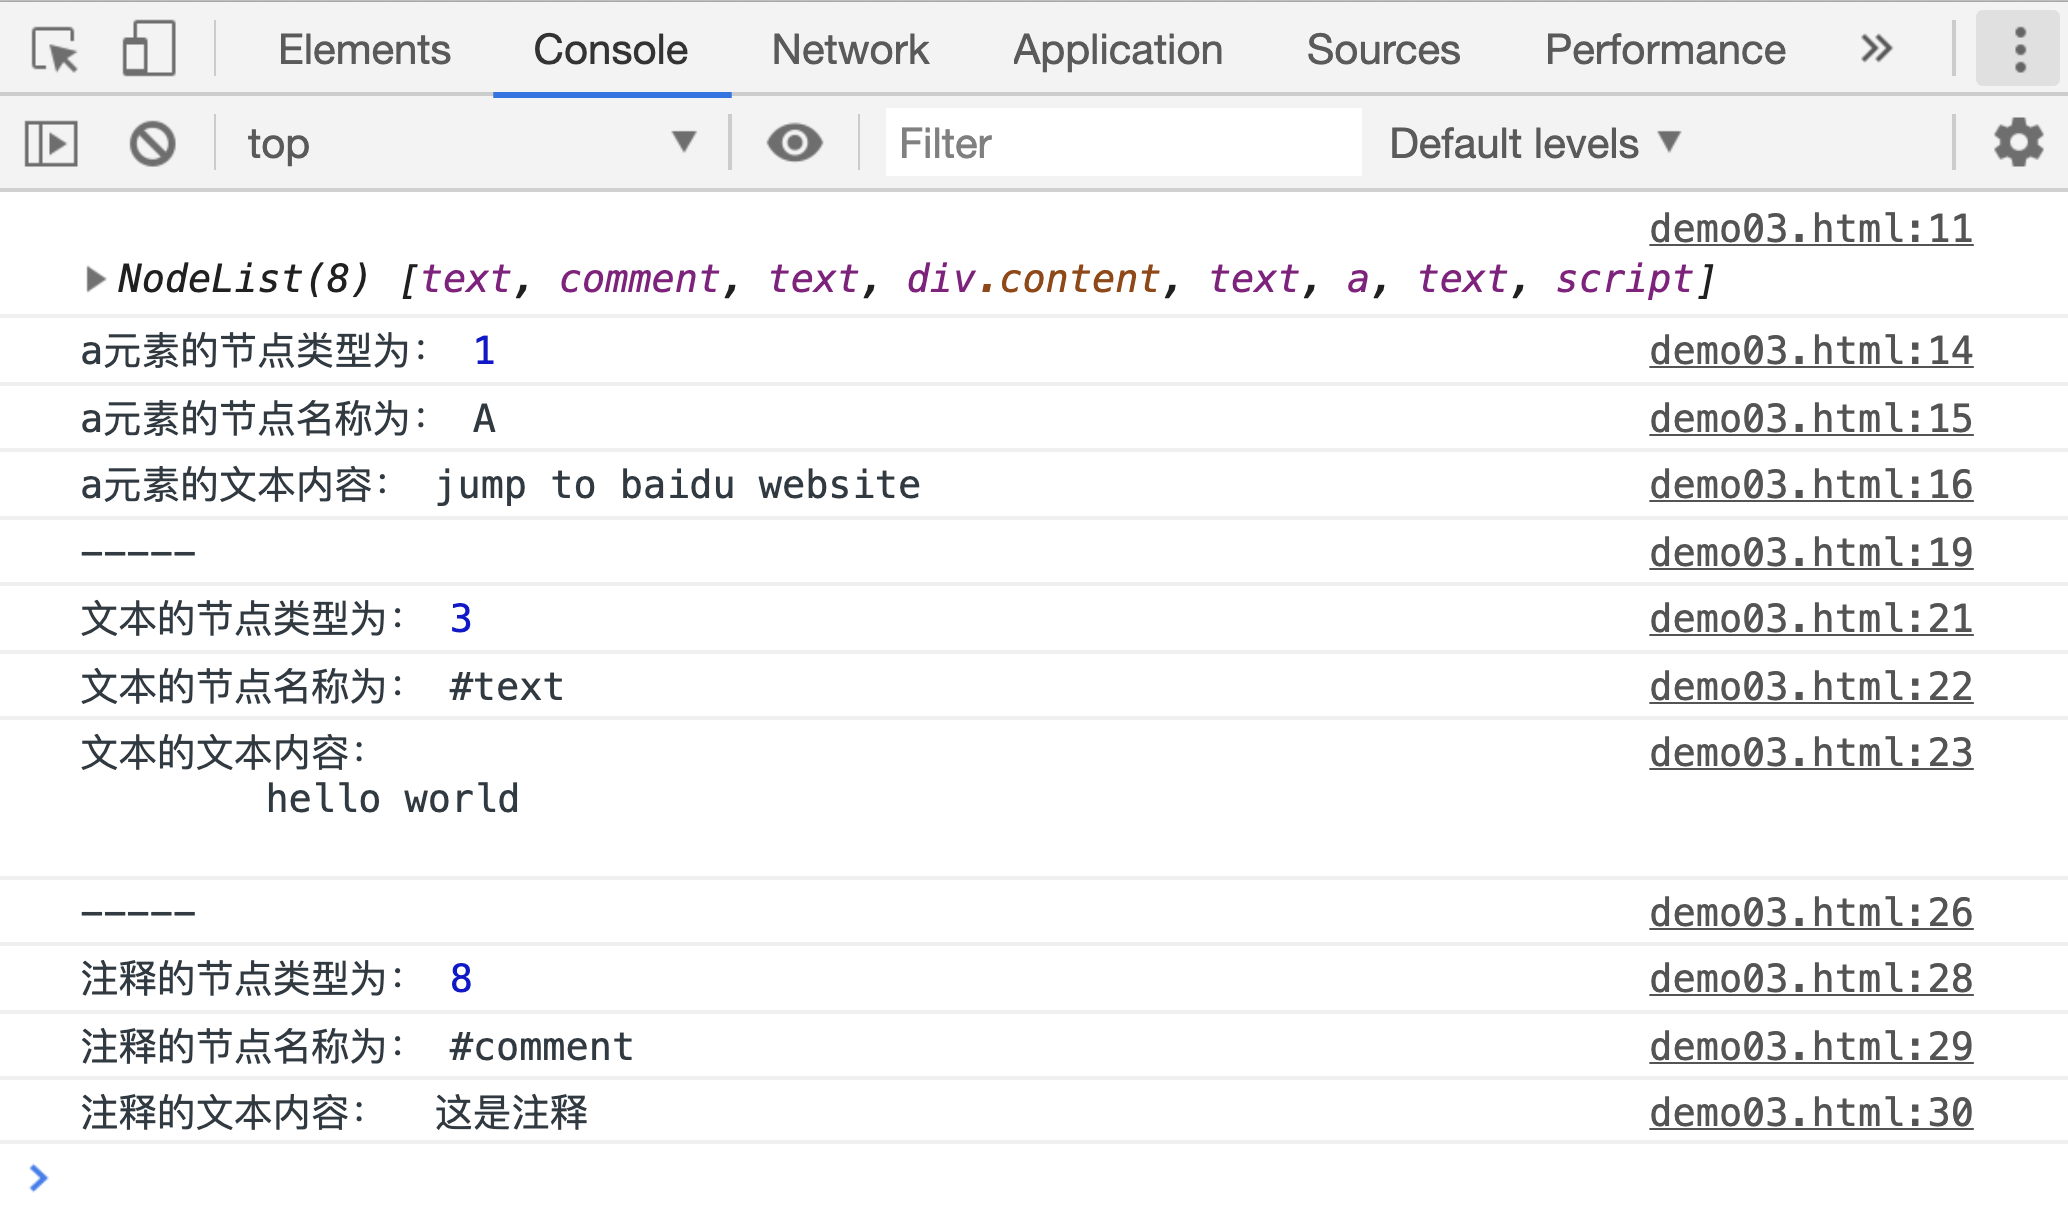 Elements Console Network Application Sources Performance »
top ▼ Filter Default levels ▼
demo03.html:11
▶NodeList(8) [text, comment, text, div.content, text, a, text, script]
a元素的节点类型为： 1 demo03.html:14
a元素的节点名称为： A demo03.html:15
a元素的文本内容： jump to baidu website demo03.html:16
----- demo03.html:19
文本的节点类型为： 3 demo03.html:21
文本的节点名称为： #text demo03.html:22
文本的文本内容： demo03.html:23
hello world
----- demo03.html:26
注释的节点类型为： 8 demo03.html:28
注释的节点名称为： #comment demo03.html:29
注释的文本内容： 这是注释 demo03.html:30